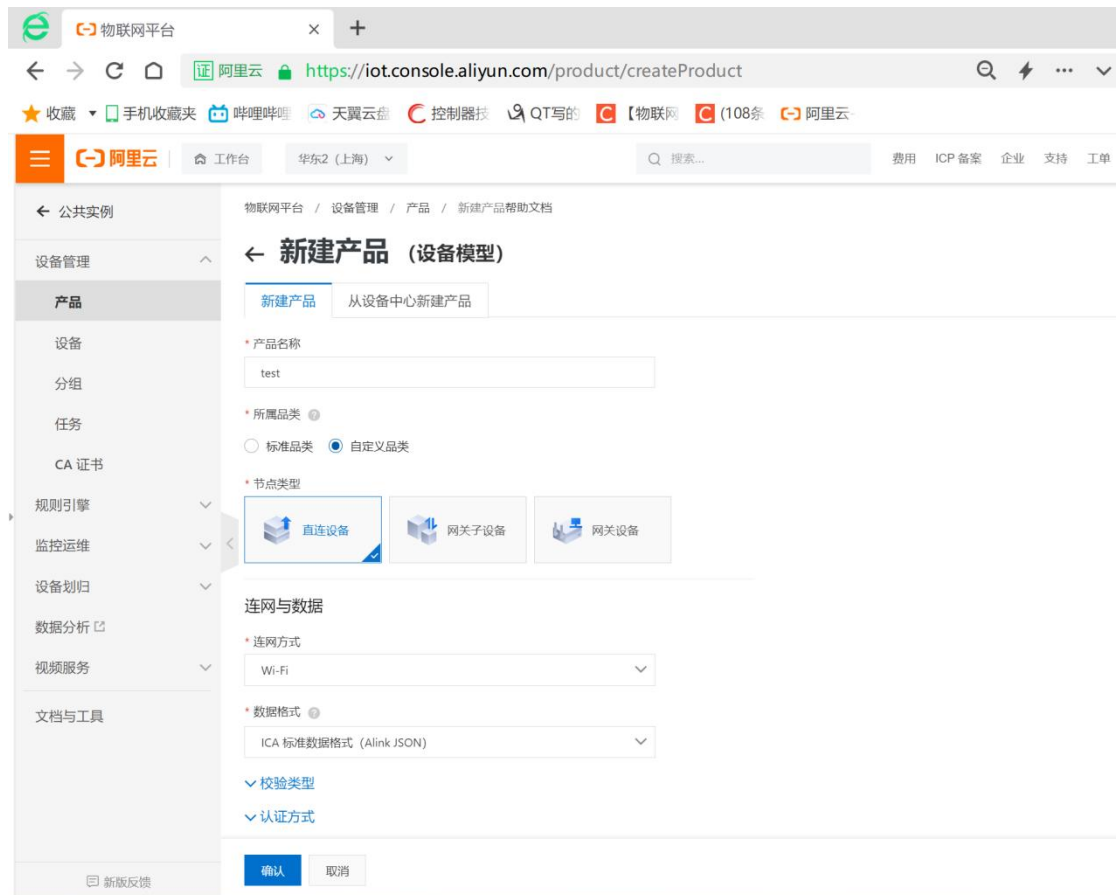 物联网平台
证 阿里云 https://iot.console.aliyun.com/product/createProduct
收藏 手机收藏夹 哔哩哔哩 天翼云盘 控制器技 QT写的 【物联网 (108条 阿里云-
阿里云 工作台 华东2（上海） 搜索... 费用 ICP 备案 企业 支持 工单
公共实例
设备管理
产品
设备
分组
任务
CA 证书
规则引擎
监控运维
设备划归
数据分析
视频服务
文档与工具
新版反馈
物联网平台 / 设备管理 / 产品 / 新建产品帮助文档
新建产品 （设备模型）
新建产品 从设备中心新建产品
* 产品名称
test
* 所属品类
标准品类 自定义品类
* 节点类型
直连设备 网关子设备 网关设备
连网与数据
* 连网方式
Wi-Fi
* 数据格式
ICA 标准数据格式（Alink JSON）
校验类型
认证方式
确认 取消